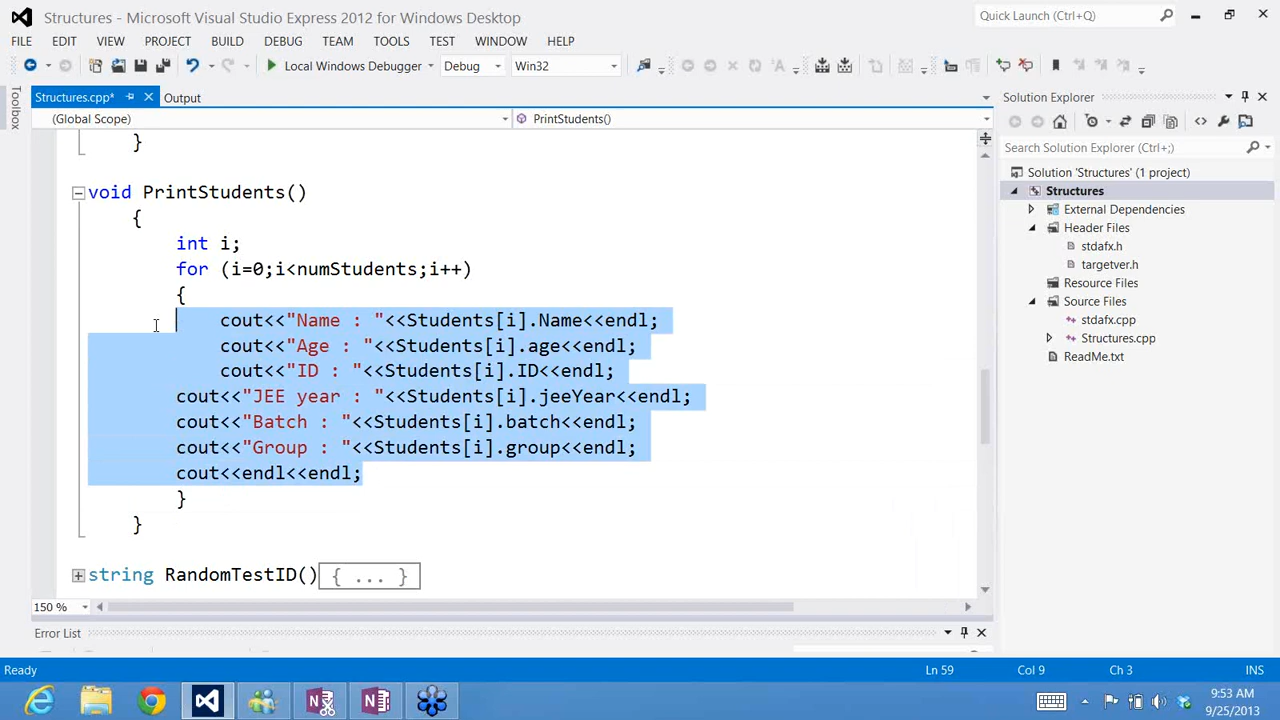 Structures - Microsoft Visual Studio Express 2012 for Windows Desktop
Quick Launch (Ctrl+Q)
FILE EDIT VIEW PROJECT BUILD DEBUG TEAM TOOLS TEST WINDOW HELP
Local Windows Debugger Debug Win32
Toolbox
Structures.cpp* Output
(Global Scope) PrintStudents()
}
void PrintStudents()
{
int i;
for (i=0;i<numStudents;i++)
{
cout<<"Name : "<<Students[i].Name<<endl;
cout<<"Age : "<<Students[i].age<<endl;
cout<<"ID : "<<Students[i].ID<<endl;
cout<<"JEE year : "<<Students[i].jeeYear<<endl;
cout<<"Batch : "<<Students[i].batch<<endl;
cout<<"Group : "<<Students[i].group<<endl;
cout<<endl<<endl;
}
}
string RandomTestID(){ ... }
150 %
Error List
Solution Explorer
Search Solution Explorer (Ctrl+;)
Solution 'Structures' (1 project)
Structures
External Dependencies
Header Files
stdafx.h
targetver.h
Resource Files
Source Files
stdafx.cpp
Structures.cpp
ReadMe.txt
Ready Ln 59 Col 9 Ch 3 INS
9:53 AM
9/25/2013